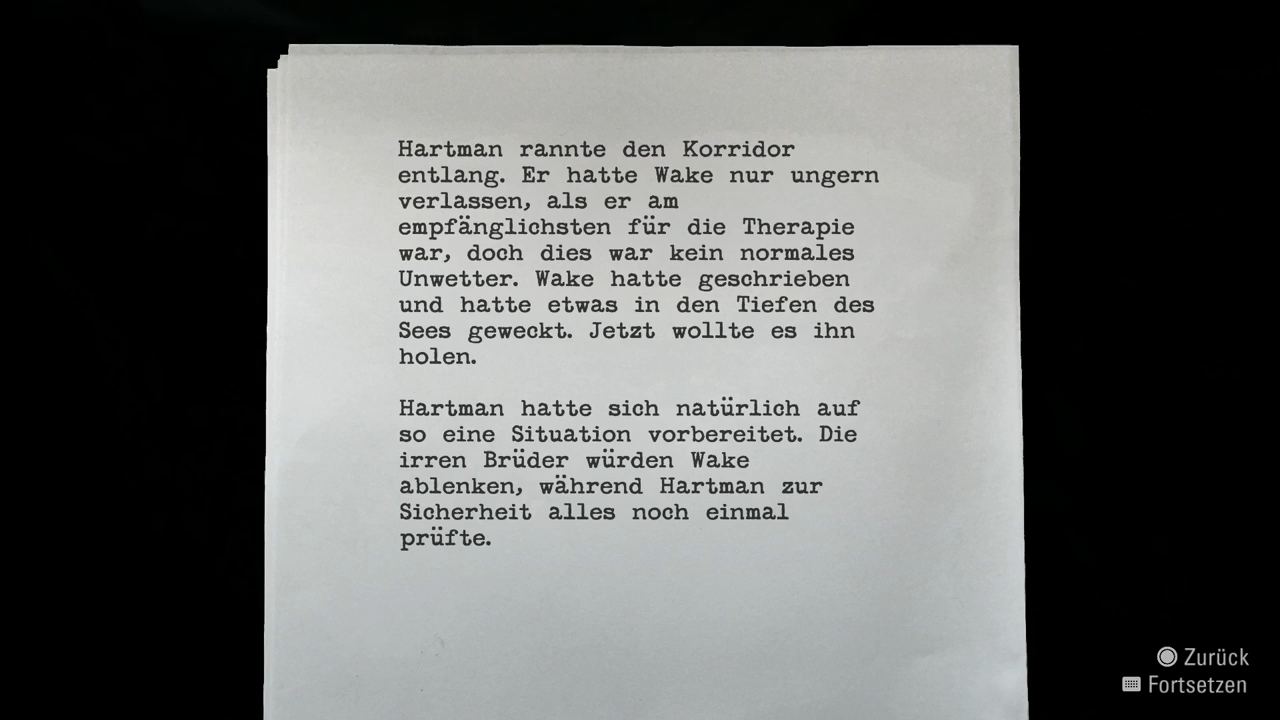 Hartman rannte den Korridor
entlang. Er hatte Wake nur ungern
verlassen, als er am
empfänglichsten für die Therapie
war, doch dies war kein normales
Unwetter. Wake hatte geschrieben
und hatte etwas in den Tiefen des
Sees geweckt. Jetzt wollte es ihn
holen.

Hartman hatte sich natürlich auf
so eine Situation vorbereitet. Die
irren Brüder würden Wake
ablenken, während Hartman zur
Sicherheit alles noch einmal
prüfte.

Zurück
Fortsetzen